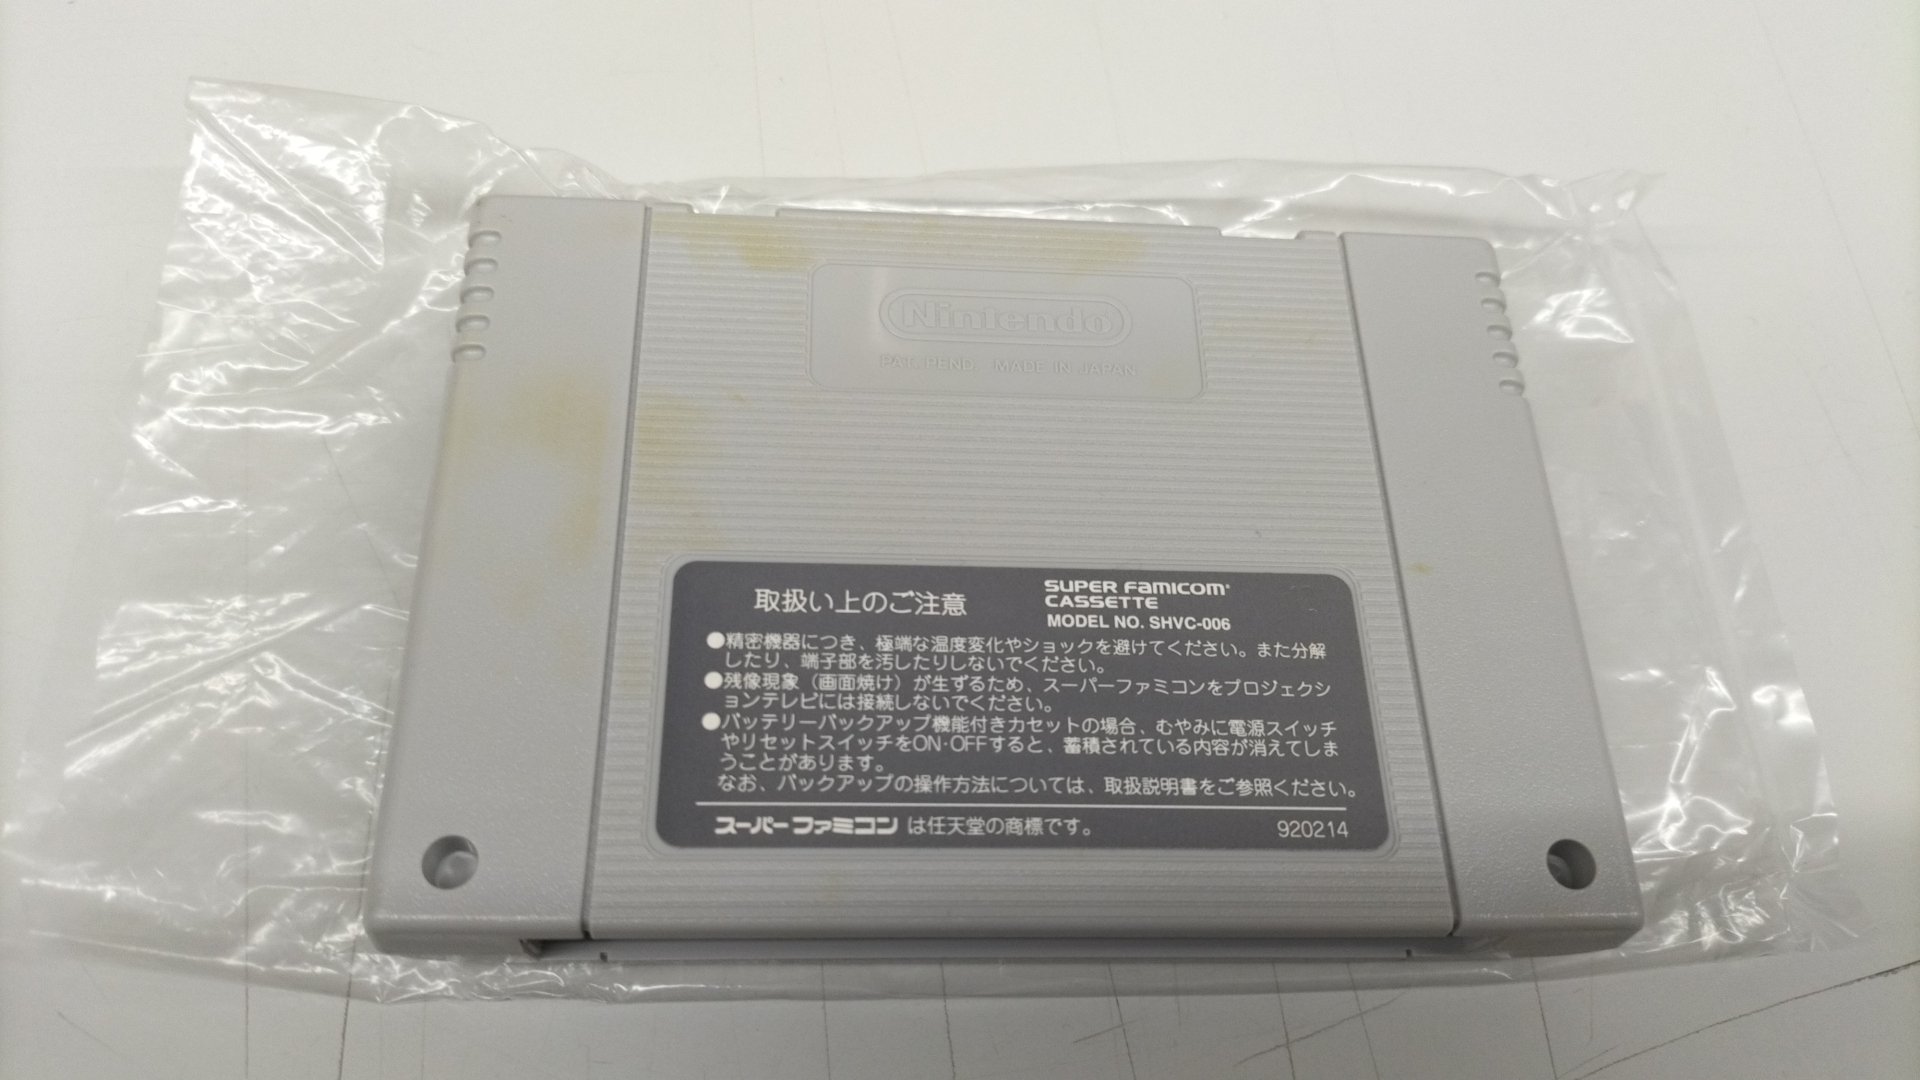 Nintendo
PAT. PEND. MADE IN JAPAN
取扱い上のご注意
SUPER FAMICOM
CASSETTE
MODEL NO. SHVC-006
●精密機器につき、極端な温度変化やショックを避けてください。また分解
したり、端子部を汚したりしないでください。
●残像現象（画面焼け）が生ずるため、スーパーファミコンをプロジェクシ
ョンテレビには接続しないでください。
●バッテリーバックアップ機能付きカセットの場合、むやみに電源スイッチ
やリセットスイッチをON・OFFすると、蓄積されている内容が消えてしま
うことがあります。
なお、バックアップの操作方法については、取扱説明書をご参照ください。
スーパーファミコン は任天堂の商標です。
920214